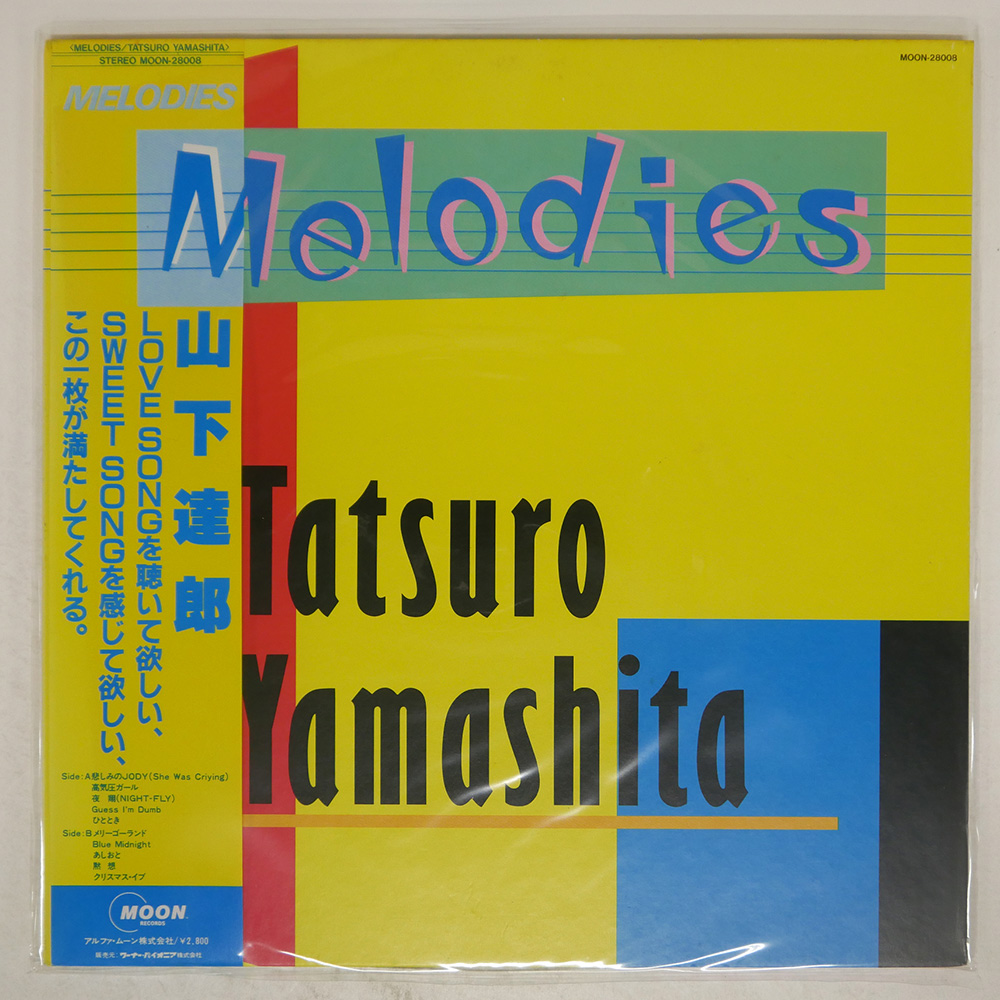 <MELODIES/TATSURO YAMASHITA>
STEREO MOON-28008
MELODIES
山下達郎
LOVE SONGを聴いて欲しい、
SWEET SONGを感じて欲しい、
この一枚が満たしてくれる。
Side:A悲しみのJODY(She Was Criying)
高気圧ガール
夜翔(NIGHT-FLY)
Guess I'm Dumb
ひととき
Side:Bメリーゴーランド
Blue Midnight
あしおと
黙想
クリスマス・イブ
MOON
RECORDS
アルファ・ムーン株式会社/¥2,800
販売元 ワーナー・パイオニア株式会社
MOON-28008
Melodies
Tatsuro
Yamashita